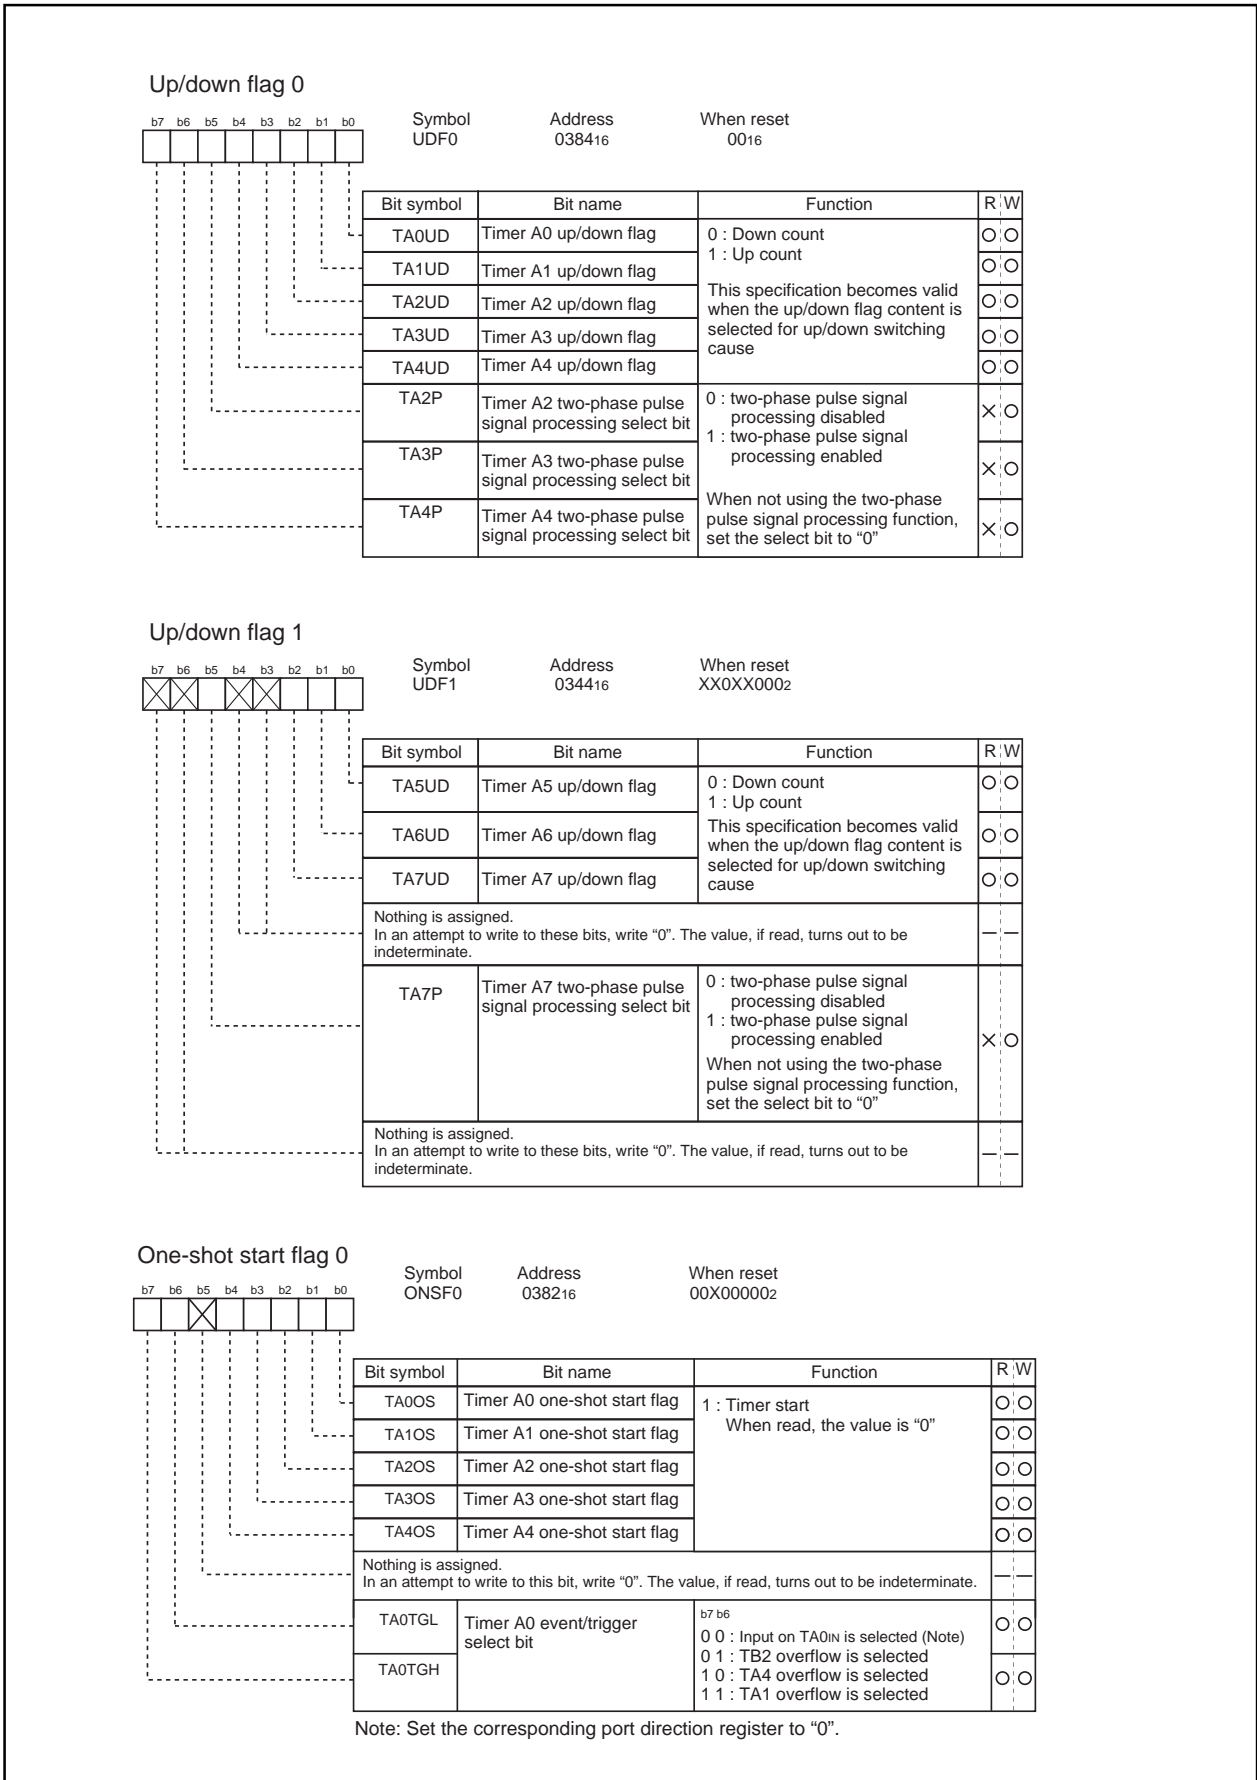 Up/down flag 0
Symbol Address When reset
b7 b6 b5 b4 b3 b2 b1 b0
UDF0 038416 0016
Bit symbol Bit name Function R W
TA0UD Timer A0 up/down flag 0 : Down count
1 : Up count
TA1UD Timer A1 up/down flag
This specification becomes valid
TA2UD Timer A2 up/down flag when the up/down flag content is
selected for up/down switching
TA3UD Timer A3 up/down flag
cause
TA4UD Timer A4 up/down flag
TA2P Timer A2 two-phase pulse 0 : two-phase pulse signal
signal processing select bit processing disabled
1 : two-phase pulse signal
TA3P Timer A3 two-phase pulse processing enabled
signal processing select bit
When not using the two-phase
TA4P Timer A4 two-phase pulse pulse signal processing function,
signal processing select bit set the select bit to “0”
Up/down flag 1
Symbol Address When reset
b7 b6 b5 b4 b3 b2 b1 b0
UDF1 034416 XX0XX0002
Bit symbol Bit name Function R W
TA5UD Timer A5 up/down flag 0 : Down count
1 : Up count
This specification becomes valid
TA6UD Timer A6 up/down flag when the up/down flag content is
selected for up/down switching
TA7UD Timer A7 up/down flag cause
Nothing is assigned.
In an attempt to write to these bits, write “0”. The value, if read, turns out to be
indeterminate.
TA7P Timer A7 two-phase pulse 0 : two-phase pulse signal
signal processing select bit processing disabled
1 : two-phase pulse signal
processing enabled
When not using the two-phase
pulse signal processing function,
set the select bit to “0”
Nothing is assigned.
In an attempt to write to these bits, write “0”. The value, if read, turns out to be
indeterminate.
One-shot start flag 0
Symbol Address When reset
b7 b6 b5 b4 b3 b2 b1 b0
ONSF0 038216 00X000002
Bit symbol Bit name Function R W
TA0OS Timer A0 one-shot start flag 1 : Timer start
When read, the value is “0”
TA1OS Timer A1 one-shot start flag
TA2OS Timer A2 one-shot start flag
TA3OS Timer A3 one-shot start flag
TA4OS Timer A4 one-shot start flag
Nothing is assigned.
In an attempt to write to this bit, write “0”. The value, if read, turns out to be indeterminate.
TA0TGL Timer A0 event/trigger select bit b7 b6
0 0 : Input on TA0IN is selected (Note)
0 1 : TB2 overflow is selected
TA0TGH 1 0 : TA4 overflow is selected
1 1 : TA1 overflow is selected
Note: Set the corresponding port direction register to “0”.